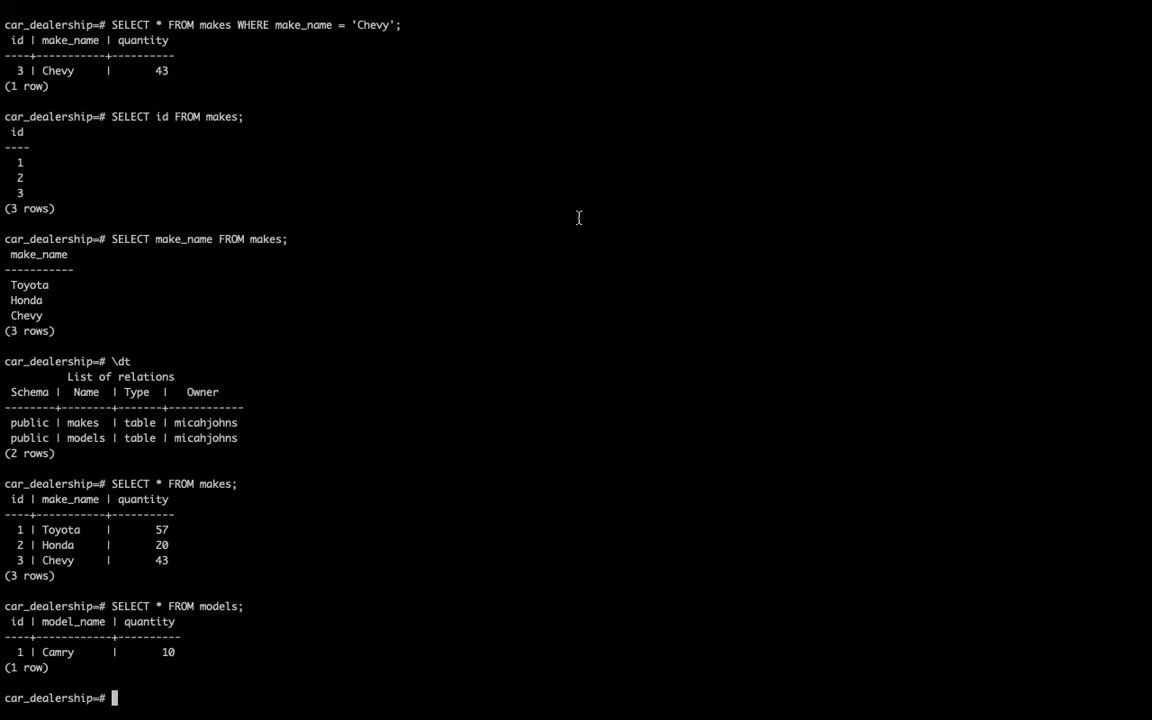 car_dealership=# SELECT * FROM makes WHERE make_name = 'Chevy';
 id | make_name | quantity
----+-----------+----------
  3 | Chevy     |       43
(1 row)

car_dealership=# SELECT id FROM makes;
 id
----
  1
  2
  3
(3 rows)

car_dealership=# SELECT make_name FROM makes;
 make_name
-----------
 Toyota
 Honda
 Chevy
(3 rows)

car_dealership=# \dt
          List of relations
 Schema |  Name  | Type  |   Owner
--------+--------+-------+------------
 public | makes  | table | micahjohns
 public | models | table | micahjohns
(2 rows)

car_dealership=# SELECT * FROM makes;
 id | make_name | quantity
----+-----------+----------
  1 | Toyota    |       57
  2 | Honda     |       20
  3 | Chevy     |       43
(3 rows)

car_dealership=# SELECT * FROM models;
 id | model_name | quantity
----+------------+----------
  1 | Camry      |       10
(1 row)

car_dealership=#